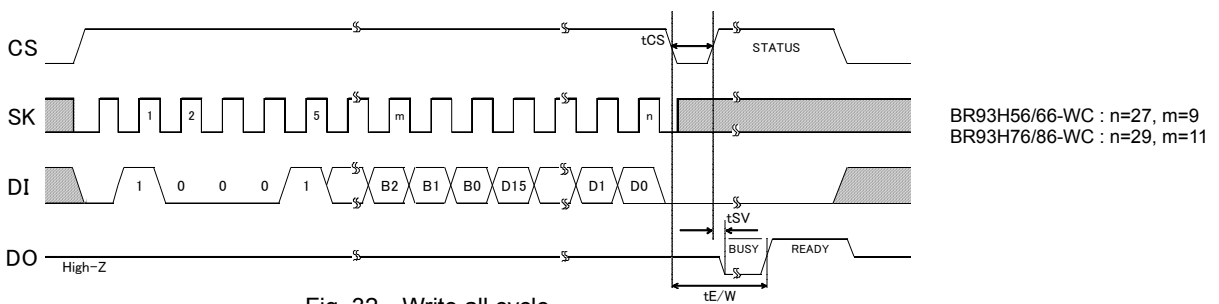 CS
tCS
STATUS
SK
1 2 5 m n
BR93H56/66-WC : n=27, m=9
BR93H76/86-WC : n=29, m=11
DI
1 0 0 0 1 B2 B1 B0 D15 D1 D0
tSV
BUSY READY
DO
High-Z
tE/W
Fig. 32 Write all cycle